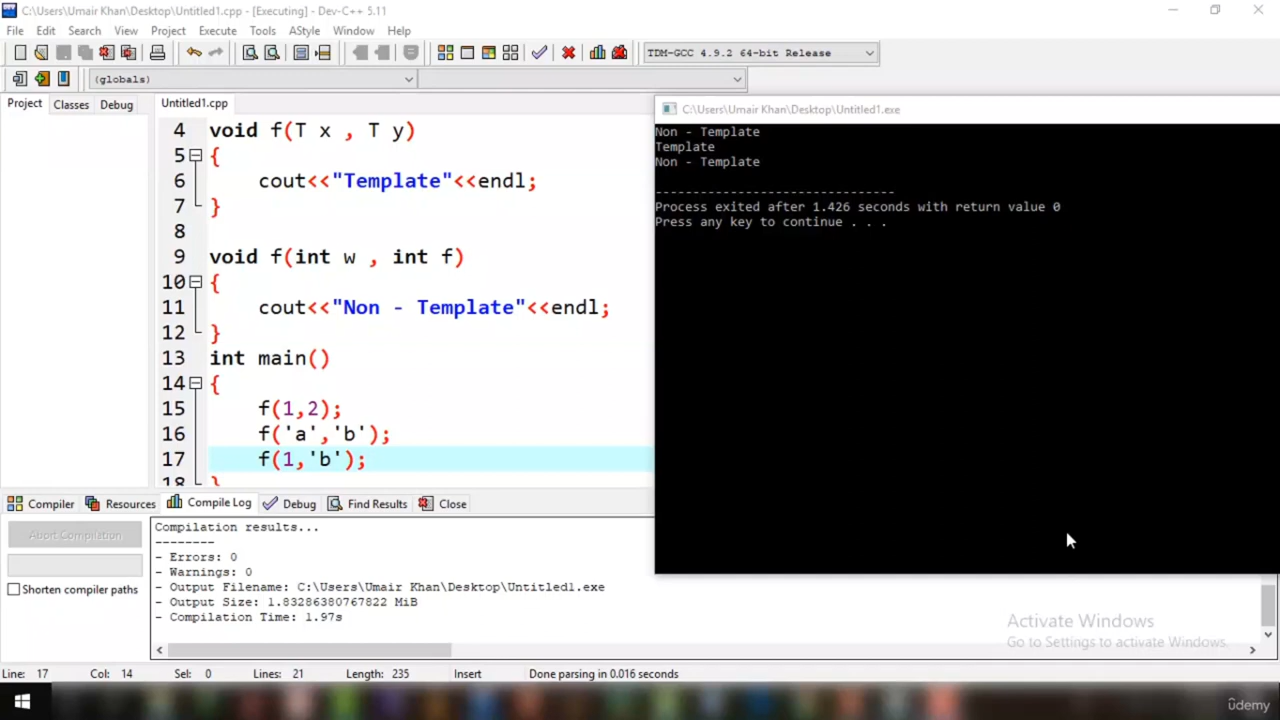 C:\Users\Umair Khan\Desktop\Untitled1.cpp - [Executing] - Dev-C++ 5.11
File Edit Search View Project Execute Tools AStyle Window Help
TDM-GCC 4.9.2 64-bit Release
(globals)
Project Classes Debug
Untitled1.cpp
4 void f(T x , T y)
5 {
6 cout<<"Template"<<endl;
7 }
8
9 void f(int w , int f)
10 {
11 cout<<"Non - Template"<<endl;
12 }
13 int main()
14 {
15 f(1,2);
16 f('a','b');
17 f(1,'b');
18 }
C:\Users\Umair Khan\Desktop\Untitled1.exe
Non - Template
Template
Non - Template
--------------------------------
Process exited after 1.426 seconds with return value 0
Press any key to continue . . .
Compiler Resources Compile Log Debug Find Results Close
Abort Compilation
Shorten compiler paths
Compilation results...
--------
- Errors: 0
- Warnings: 0
- Output Filename: C:\Users\Umair Khan\Desktop\Untitled1.exe
- Output Size: 1.83286380767822 MiB
- Compilation Time: 1.97s
Activate Windows
Go to Settings to activate Windows.
Line: 17 Col: 14 Sel: 0 Lines: 21 Length: 235 Insert Done parsing in 0.016 seconds
ûdemy